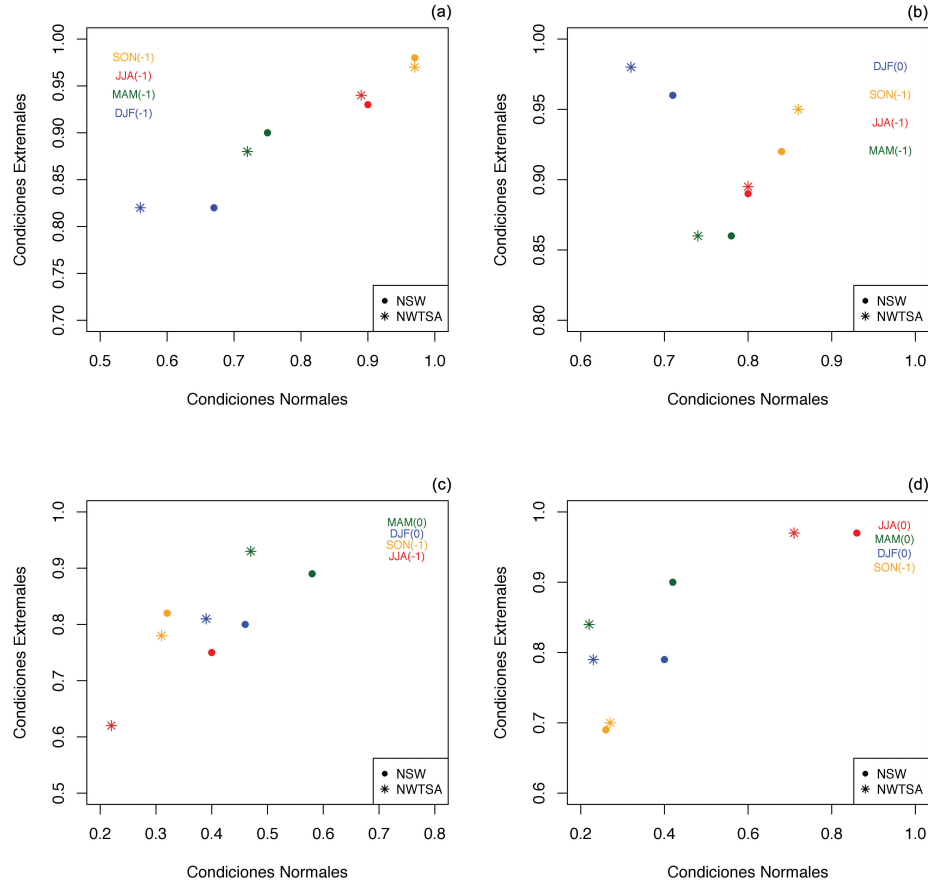 (a)
Condiciones Extremales
1.00
0.95
0.90
0.85
0.80
0.75
0.70
SON(-1)
JJA(-1)
MAM(-1)
DJF(-1)
NSW
NWTSA
0.5 0.6 0.7 0.8 0.9 1.0
Condiciones Normales
(b)
Condiciones Extremales
1.00
0.95
0.90
0.85
0.80
DJF(0)
SON(-1)
JJA(-1)
MAM(-1)
NSW
NWTSA
0.6 0.7 0.8 0.9 1.0
Condiciones Normales
(c)
Condiciones Extremales
1.0
0.9
0.8
0.7
0.6
0.5
MAM(0)
DJF(0)
SON(-1)
JJA(-1)
NSW
NWTSA
0.2 0.3 0.4 0.5 0.6 0.7 0.8
Condiciones Normales
(d)
Condiciones Extremales
1.0
0.9
0.8
0.7
0.6
JJA(0)
MAM(0)
DJF(0)
SON(-1)
NSW
NWTSA
0.2 0.4 0.6 0.8 1.0
Condiciones Normales